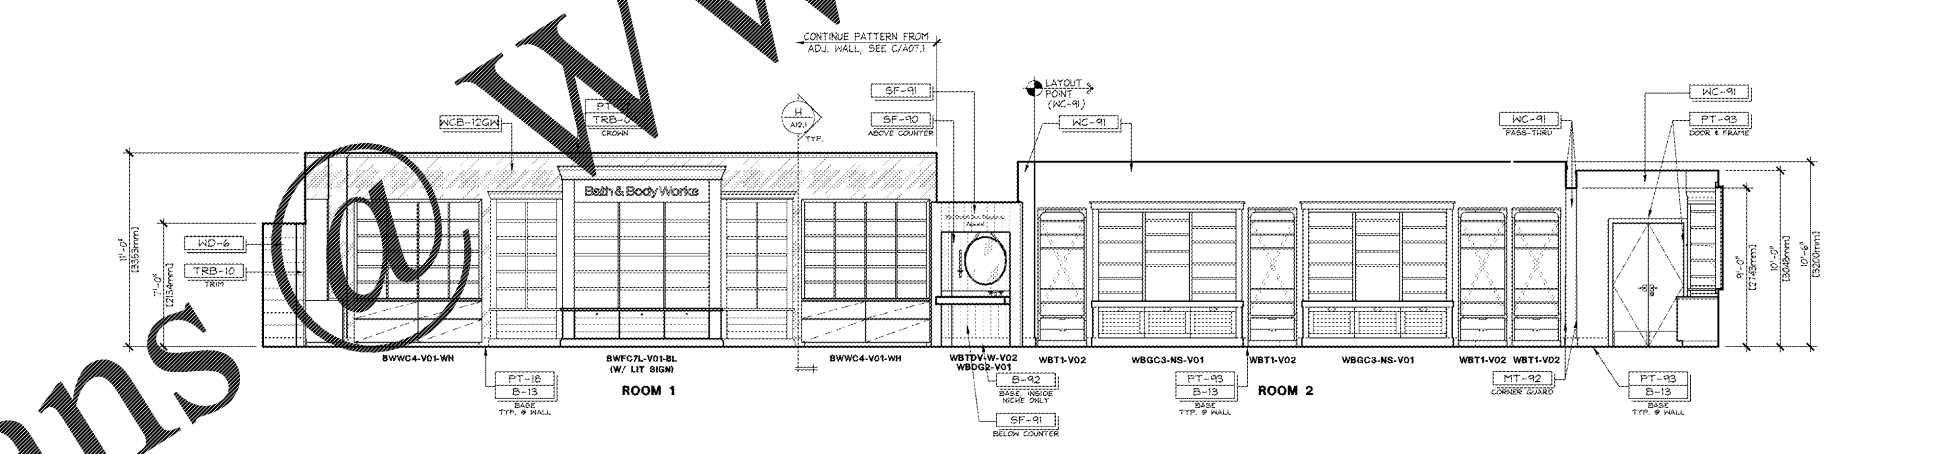 CONTINUE PATTERN FROM
ADJ. WALL, SEE C/A07.1
SF-91
SF-90
ABOVE COUNTER
LAYOUT
POINT
(WC-91)
WC-91
WCB-12GW
CROWN
H
A12.1
TYP.
WC-91
PASS-THRU
WC-91
PT-93
DOOR & FRAME
Bath & Body Works
11'-0"
[3353mm]
7'-0"
[2134mm]
WD-6
TRB-10
TRIM
9'-0"
[2743mm]
10'-0"
[3048mm]
10'-6"
[3200mm]
BWWC4-V01-WH
BWFC7L-V01-BL
(W/ LIT SIGN)
BWWC4-V01-WH
WBTDV-W-V02
WBDG2-V01
WBT1-V02
WBGC3-NS-V01
WBT1-V02
WBGC3-NS-V01
WBT1-V02
WBT1-V02
PT-18
B-13
BASE
TYP. @ WALL
ROOM 1
B-92
BASE, INSIDE
NICHE ONLY
SF-91
BELOW COUNTER
PT-93
B-13
BASE
TYP. @ WALL
ROOM 2
MT-92
CORNER GUARD
PT-93
B-13
BASE
TYP. @ WALL